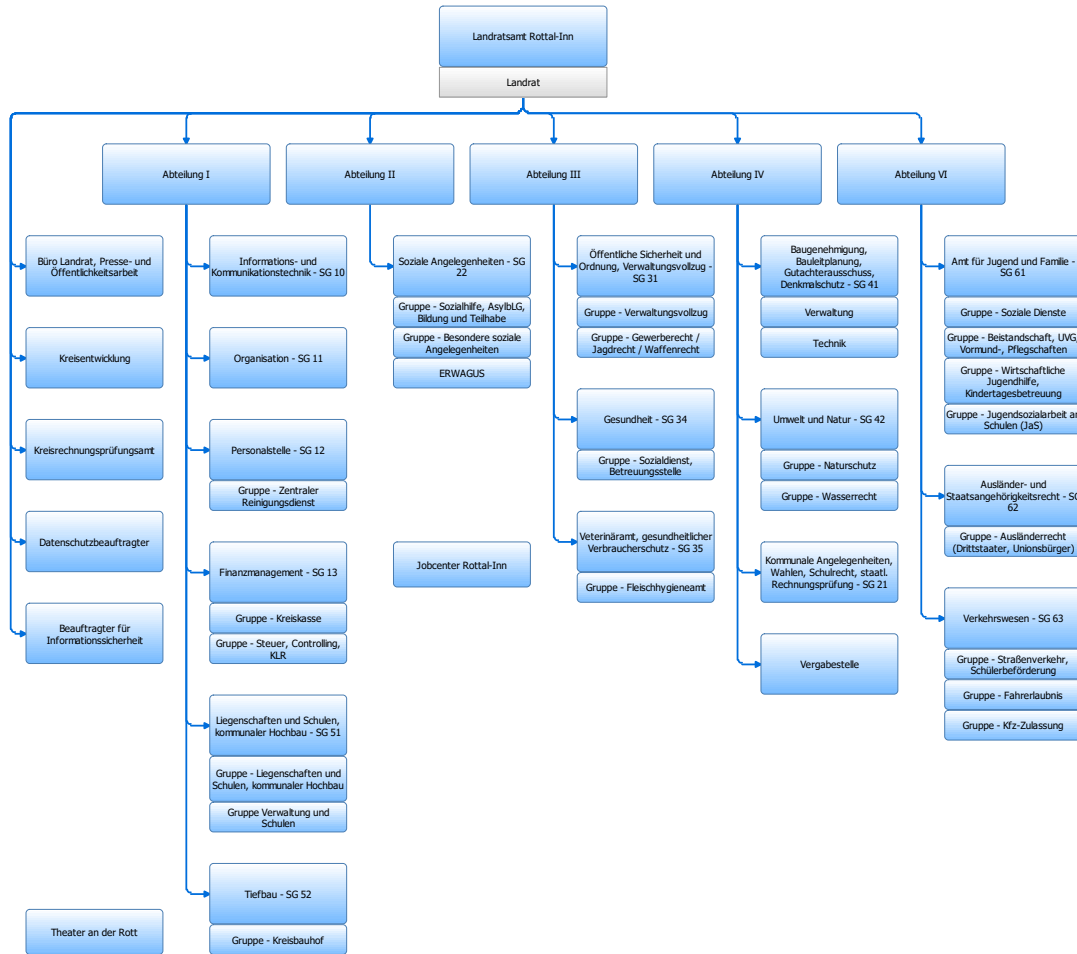 Landratsamt Rottal-Inn
Landrat
Abteilung I
Abteilung II
Abteilung III
Abteilung IV
Abteilung VI
Büro Landrat, Presse- und
Öffentlichkeitsarbeit
Kreisentwicklung
Kreisrechnungsprüfungsamt
Datenschutzbeauftragter
Beauftragter für
Informationssicherheit
Theater an der Rott
Informations- und
Kommunikationstechnik - SG 10
Organisation - SG 11
Personalstelle - SG 12
Gruppe - Zentraler
Reinigungsdienst
Finanzmanagement - SG 13
Gruppe - Kreiskasse
Gruppe - Steuer, Controlling,
KLR
Liegenschaften und Schulen,
kommunaler Hochbau - SG 51
Gruppe - Liegenschaften und
Schulen, kommunaler Hochbau
Gruppe Verwaltung und
Schulen
Tiefbau - SG 52
Gruppe - Kreisbauhof
Soziale Angelegenheiten - SG
22
Gruppe - Sozialhilfe, AsylbLG,
Bildung und Teilhabe
Gruppe - Besondere soziale
Angelegenheiten
ERWAGUS
Jobcenter Rottal-Inn
Öffentliche Sicherheit und
Ordnung, Verwaltungsvollzug -
SG 31
Gruppe - Verwaltungsvollzug
Gruppe - Gewerberecht /
Jagdrecht / Waffenrecht
Gesundheit - SG 34
Gruppe - Sozialdienst,
Betreuungsstelle
Veterinäramt, gesundheitlicher
Verbraucherschutz - SG 35
Gruppe - Fleischhygieneamt
Baugenehmigung,
Bauleitplanung,
Gutachterausschuss,
Denkmalschutz - SG 41
Verwaltung
Technik
Umwelt und Natur - SG 42
Gruppe - Naturschutz
Gruppe - Wasserrecht
Kommunale Angelegenheiten,
Wahlen, Schulrecht, staatl.
Rechnungsprüfung - SG 21
Vergabestelle
Amt für Jugend und Familie -
SG 61
Gruppe - Soziale Dienste
Gruppe - Beistandschaft, UVG,
Vormund-, Pflegschaften
Gruppe - Wirtschaftliche
Jugendhilfe,
Kindertagesbetreuung
Gruppe - Jugendsozialarbeit an
Schulen (JaS)
Ausländer- und
Staatsangehörigkeitsrecht - SG
62
Gruppe - Ausländerrecht
(Drittstaater, Unionsbürger)
Verkehrswesen - SG 63
Gruppe - Straßenverkehr,
Schülerbeförderung
Gruppe - Fahrerlaubnis
Gruppe - Kfz-Zulassung